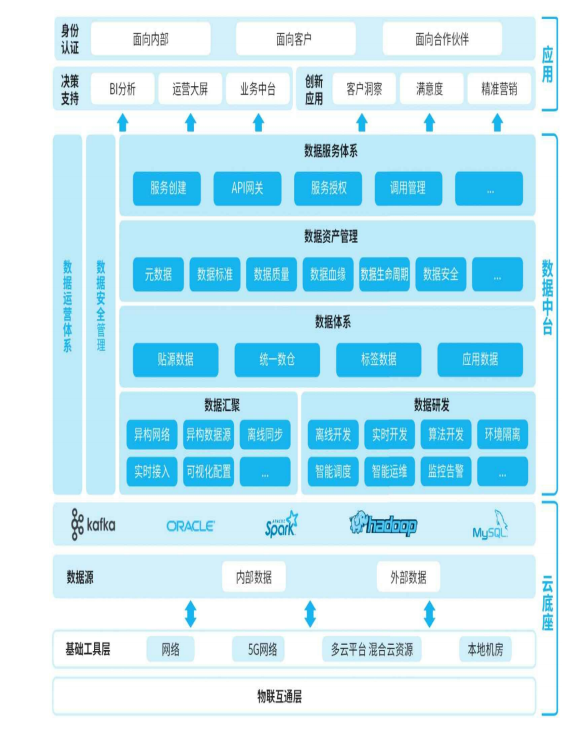 身份
认证
面向内部
面向客户
面向合作伙伴
决策
支持
BI分析
运营大屏
业务中台
创新
应用
客户洞察
满意度
精准营销
应用
数据运营体系
数据安全管理
数据服务体系
服务创建
API网关
服务授权
调用管理
...
数据资产管理
元数据
数据标准
数据质量
数据血缘
数据生命周期
数据安全
...
数据体系
贴源数据
统一数仓
标签数据
应用数据
数据汇聚
异构网络
异构数据源
离线同步
实时接入
可视化配置
...
数据研发
离线开发
实时开发
算法开发
环境隔离
智能调度
智能运维
监控告警
...
数据中台
kafka
ORACLE
APACHE
Spark
hadoop
MySQL
数据源
内部数据
外部数据
基础工具层
网络
5G网络
多云平台 混合云资源
本地机房
物联互通层
云底座